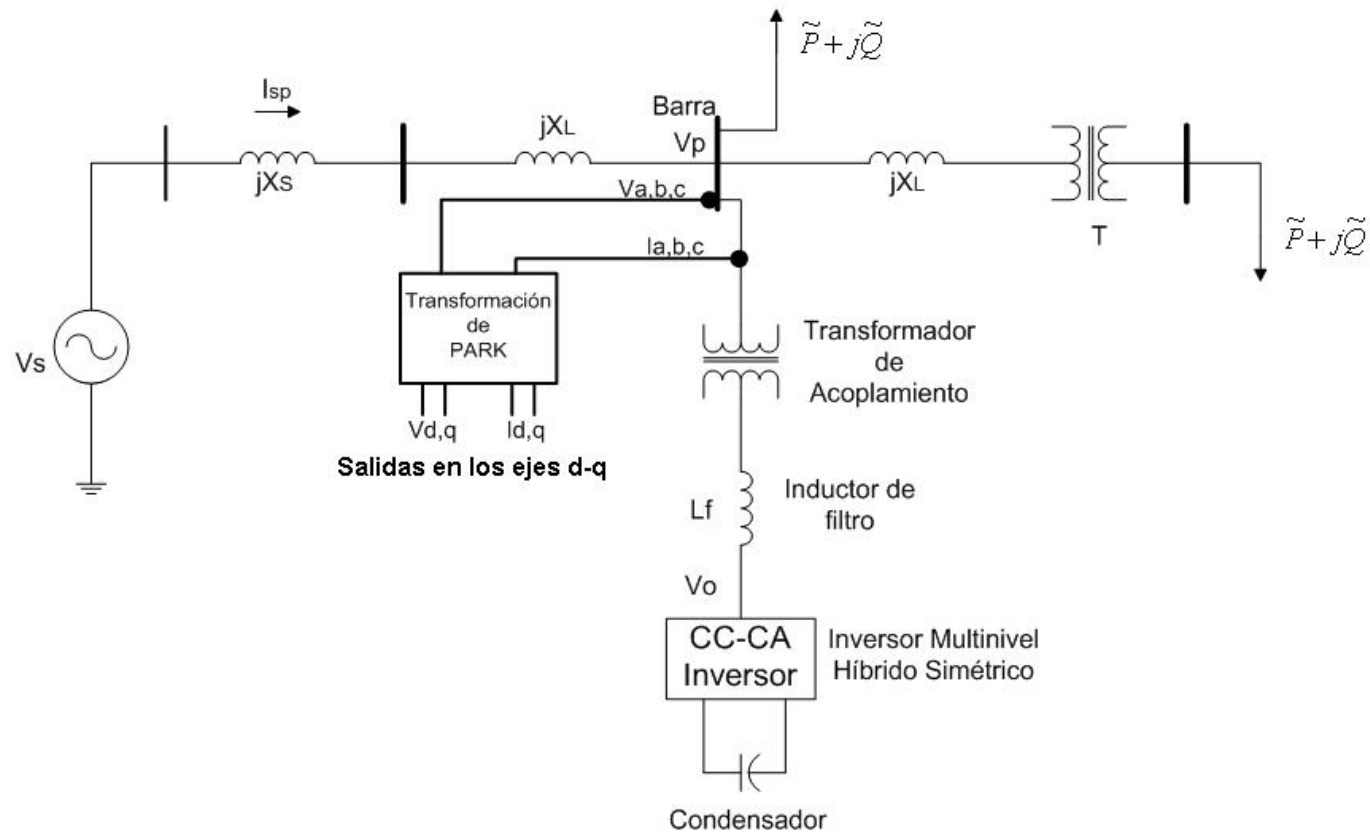 P̃ + jQ̃
Isp
Barra
Vp
jXL
jXS
jXL
Va,b,c
T
P̃ + jQ̃
Ia,b,c
Transformación
de
PARK
Vs
Transformador
de
Acoplamiento
Vd,q
Id,q
Salidas en los ejes d-q
Lf
Inductor de
filtro
Vo
CC-CA
Inversor
Inversor Multinivel
Híbrido Simétrico
Condensador